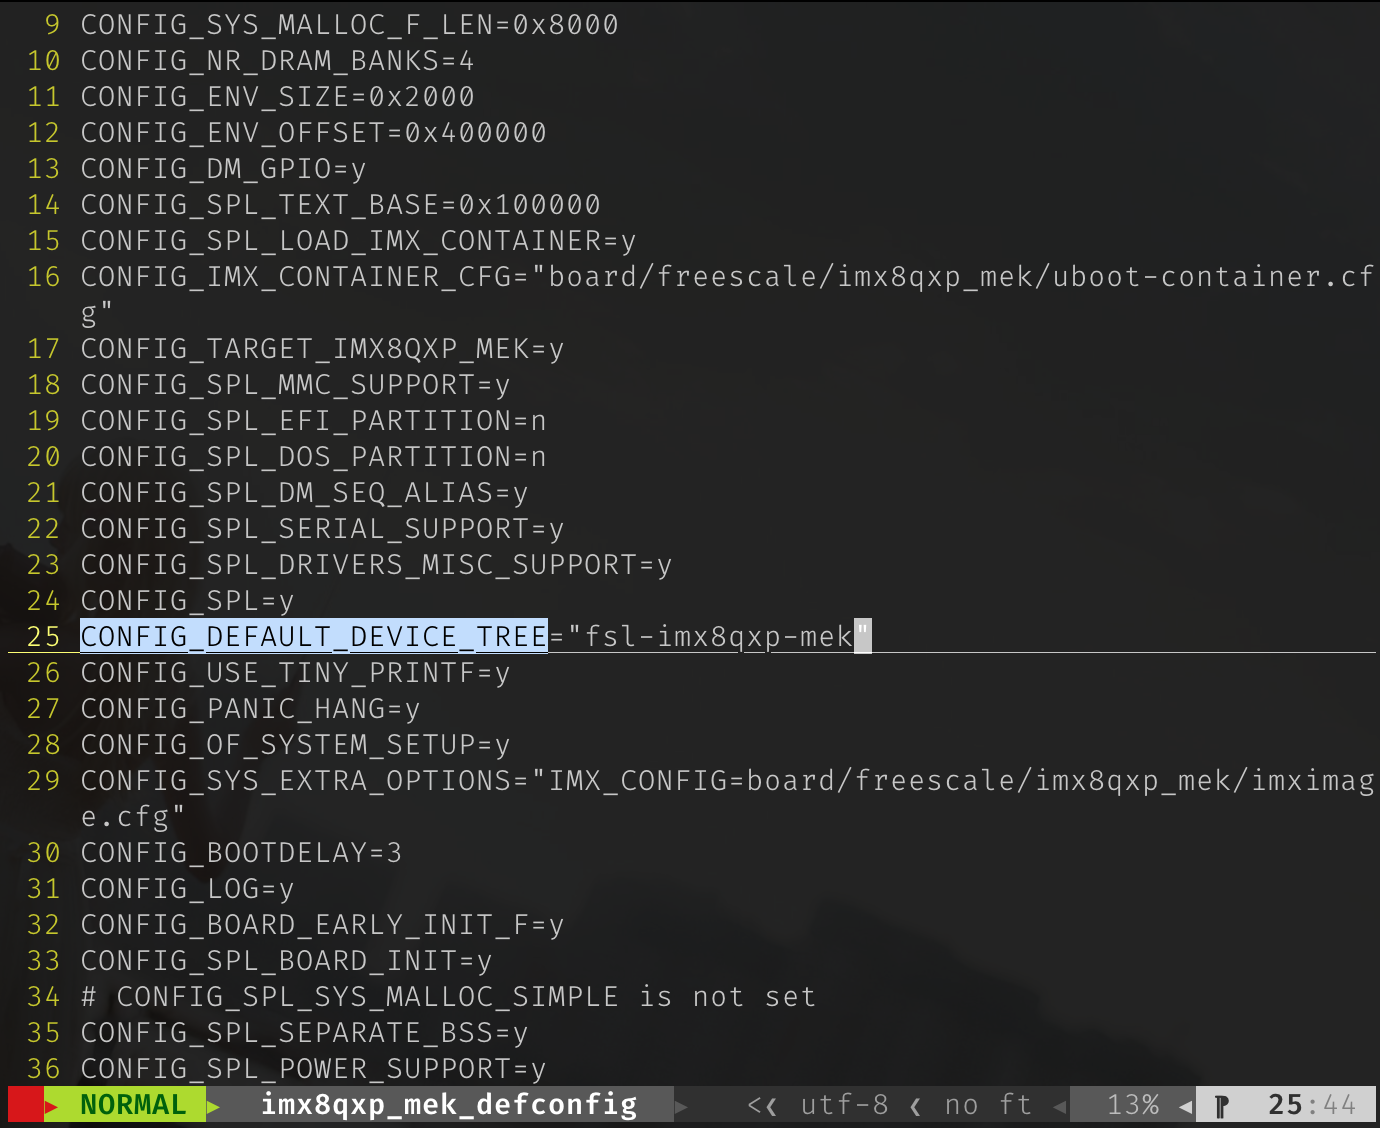 9 CONFIG_SYS_MALLOC_F_LEN=0x8000
10 CONFIG_NR_DRAM_BANKS=4
11 CONFIG_ENV_SIZE=0x2000
12 CONFIG_ENV_OFFSET=0x400000
13 CONFIG_DM_GPIO=y
14 CONFIG_SPL_TEXT_BASE=0x100000
15 CONFIG_SPL_LOAD_IMX_CONTAINER=y
16 CONFIG_IMX_CONTAINER_CFG="board/freescale/imx8qxp_mek/uboot-container.cf
g"
17 CONFIG_TARGET_IMX8QXP_MEK=y
18 CONFIG_SPL_MMC_SUPPORT=y
19 CONFIG_SPL_EFI_PARTITION=n
20 CONFIG_SPL_DOS_PARTITION=n
21 CONFIG_SPL_DM_SEQ_ALIAS=y
22 CONFIG_SPL_SERIAL_SUPPORT=y
23 CONFIG_SPL_DRIVERS_MISC_SUPPORT=y
24 CONFIG_SPL=y
25 CONFIG_DEFAULT_DEVICE_TREE="fsl-imx8qxp-mek"
26 CONFIG_USE_TINY_PRINTF=y
27 CONFIG_PANIC_HANG=y
28 CONFIG_OF_SYSTEM_SETUP=y
29 CONFIG_SYS_EXTRA_OPTIONS="IMX_CONFIG=board/freescale/imx8qxp_mek/imximag
e.cfg"
30 CONFIG_BOOTDELAY=3
31 CONFIG_LOG=y
32 CONFIG_BOARD_EARLY_INIT_F=y
33 CONFIG_SPL_BOARD_INIT=y
34 # CONFIG_SPL_SYS_MALLOC_SIMPLE is not set
35 CONFIG_SPL_SEPARATE_BSS=y
36 CONFIG_SPL_POWER_SUPPORT=y
NORMAL imx8qxp_mek_defconfig <❮ utf-8 ❮ no ft 13% ¶ 25:44